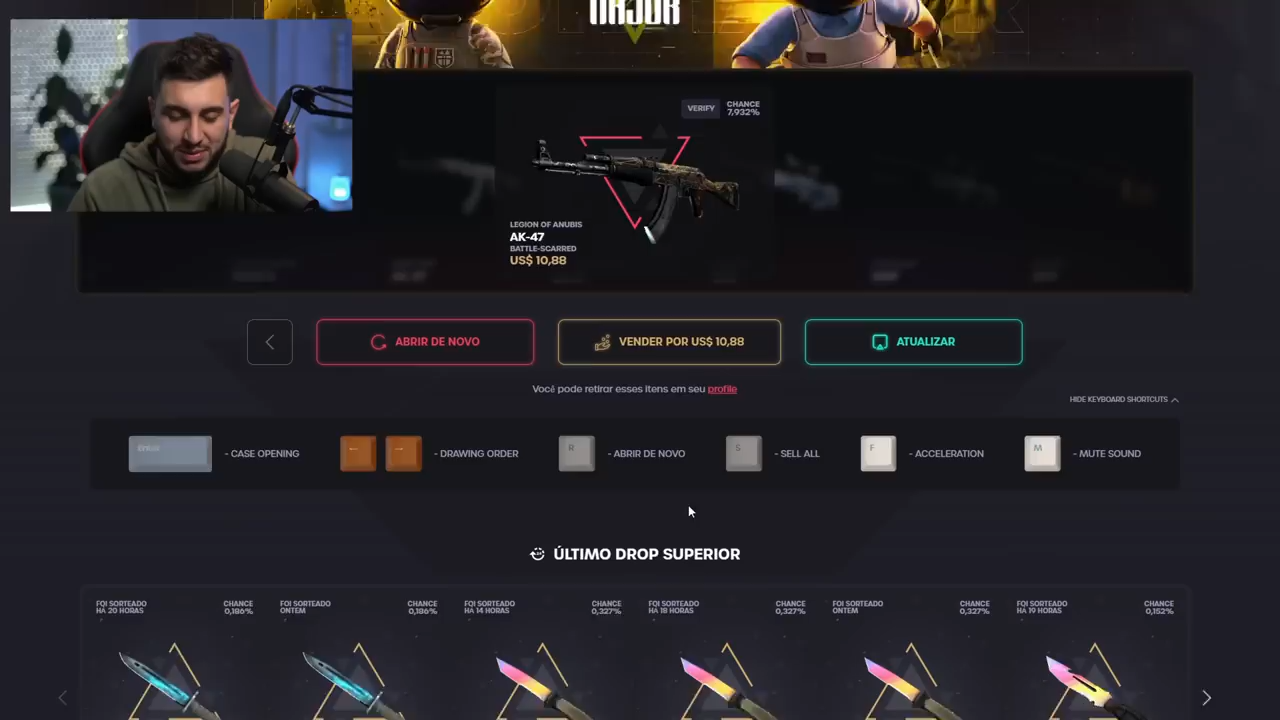 MAJOR
VERIFY
CHANCE
7,932%
LEGION OF ANUBIS
AK-47
BATTLE-SCARRED
US$ 10,88
ABRIR DE NOVO
VENDER POR US$ 10,88
ATUALIZAR
Você pode retirar esses itens em seu profile
HIDE KEYBOARD SHORTCUTS
- CASE OPENING
← → - DRAWING ORDER
R - ABRIR DE NOVO
S - SELL ALL
F - ACCELERATION
M - MUTE SOUND
ÚLTIMO DROP SUPERIOR
FOI SORTEADO
HÁ 20 HORAS
CHANCE
0,186%
FOI SORTEADO
ONTEM
CHANCE
0,186%
FOI SORTEADO
HÁ 14 HORAS
CHANCE
0,327%
FOI SORTEADO
HÁ 18 HORAS
CHANCE
0,327%
FOI SORTEADO
ONTEM
CHANCE
0,327%
FOI SORTEADO
HÁ 19 HORAS
CHANCE
0,152%